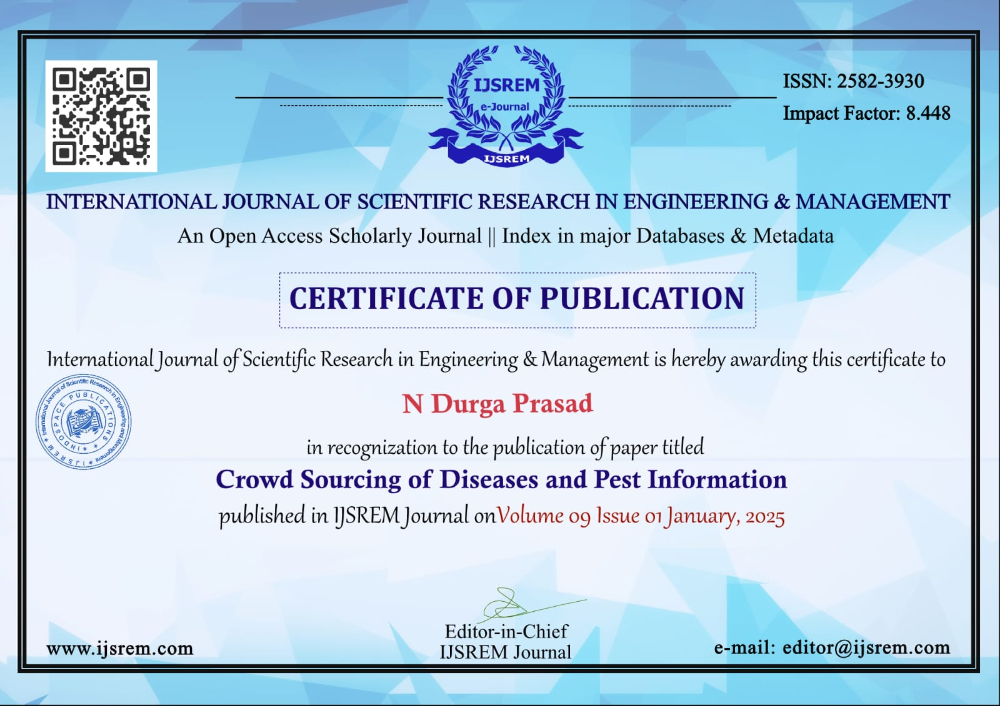 IJSREM
e-Journal
IJSREM
ISSN: 2582-3930
Impact Factor: 8.448
INTERNATIONAL JOURNAL OF SCIENTIFIC RESEARCH IN ENGINEERING & MANAGEMENT
An Open Access Scholarly Journal || Index in major Databases & Metadata
CERTIFICATE OF PUBLICATION
International Journal of Scientific Research in Engineering & Management is hereby awarding this certificate to
International Journal of Scientific Research in Engineering and Management
IJSREM
INDOSPACE PUBLICATIONS
N Durga Prasad
in recognization to the publication of paper titled
Crowd Sourcing of Diseases and Pest Information
published in IJSREM Journal onVolume 09 Issue 01 January, 2025
Editor-in-Chief
IJSREM Journal
www.ijsrem.com
e-mail: editor@ijsrem.com